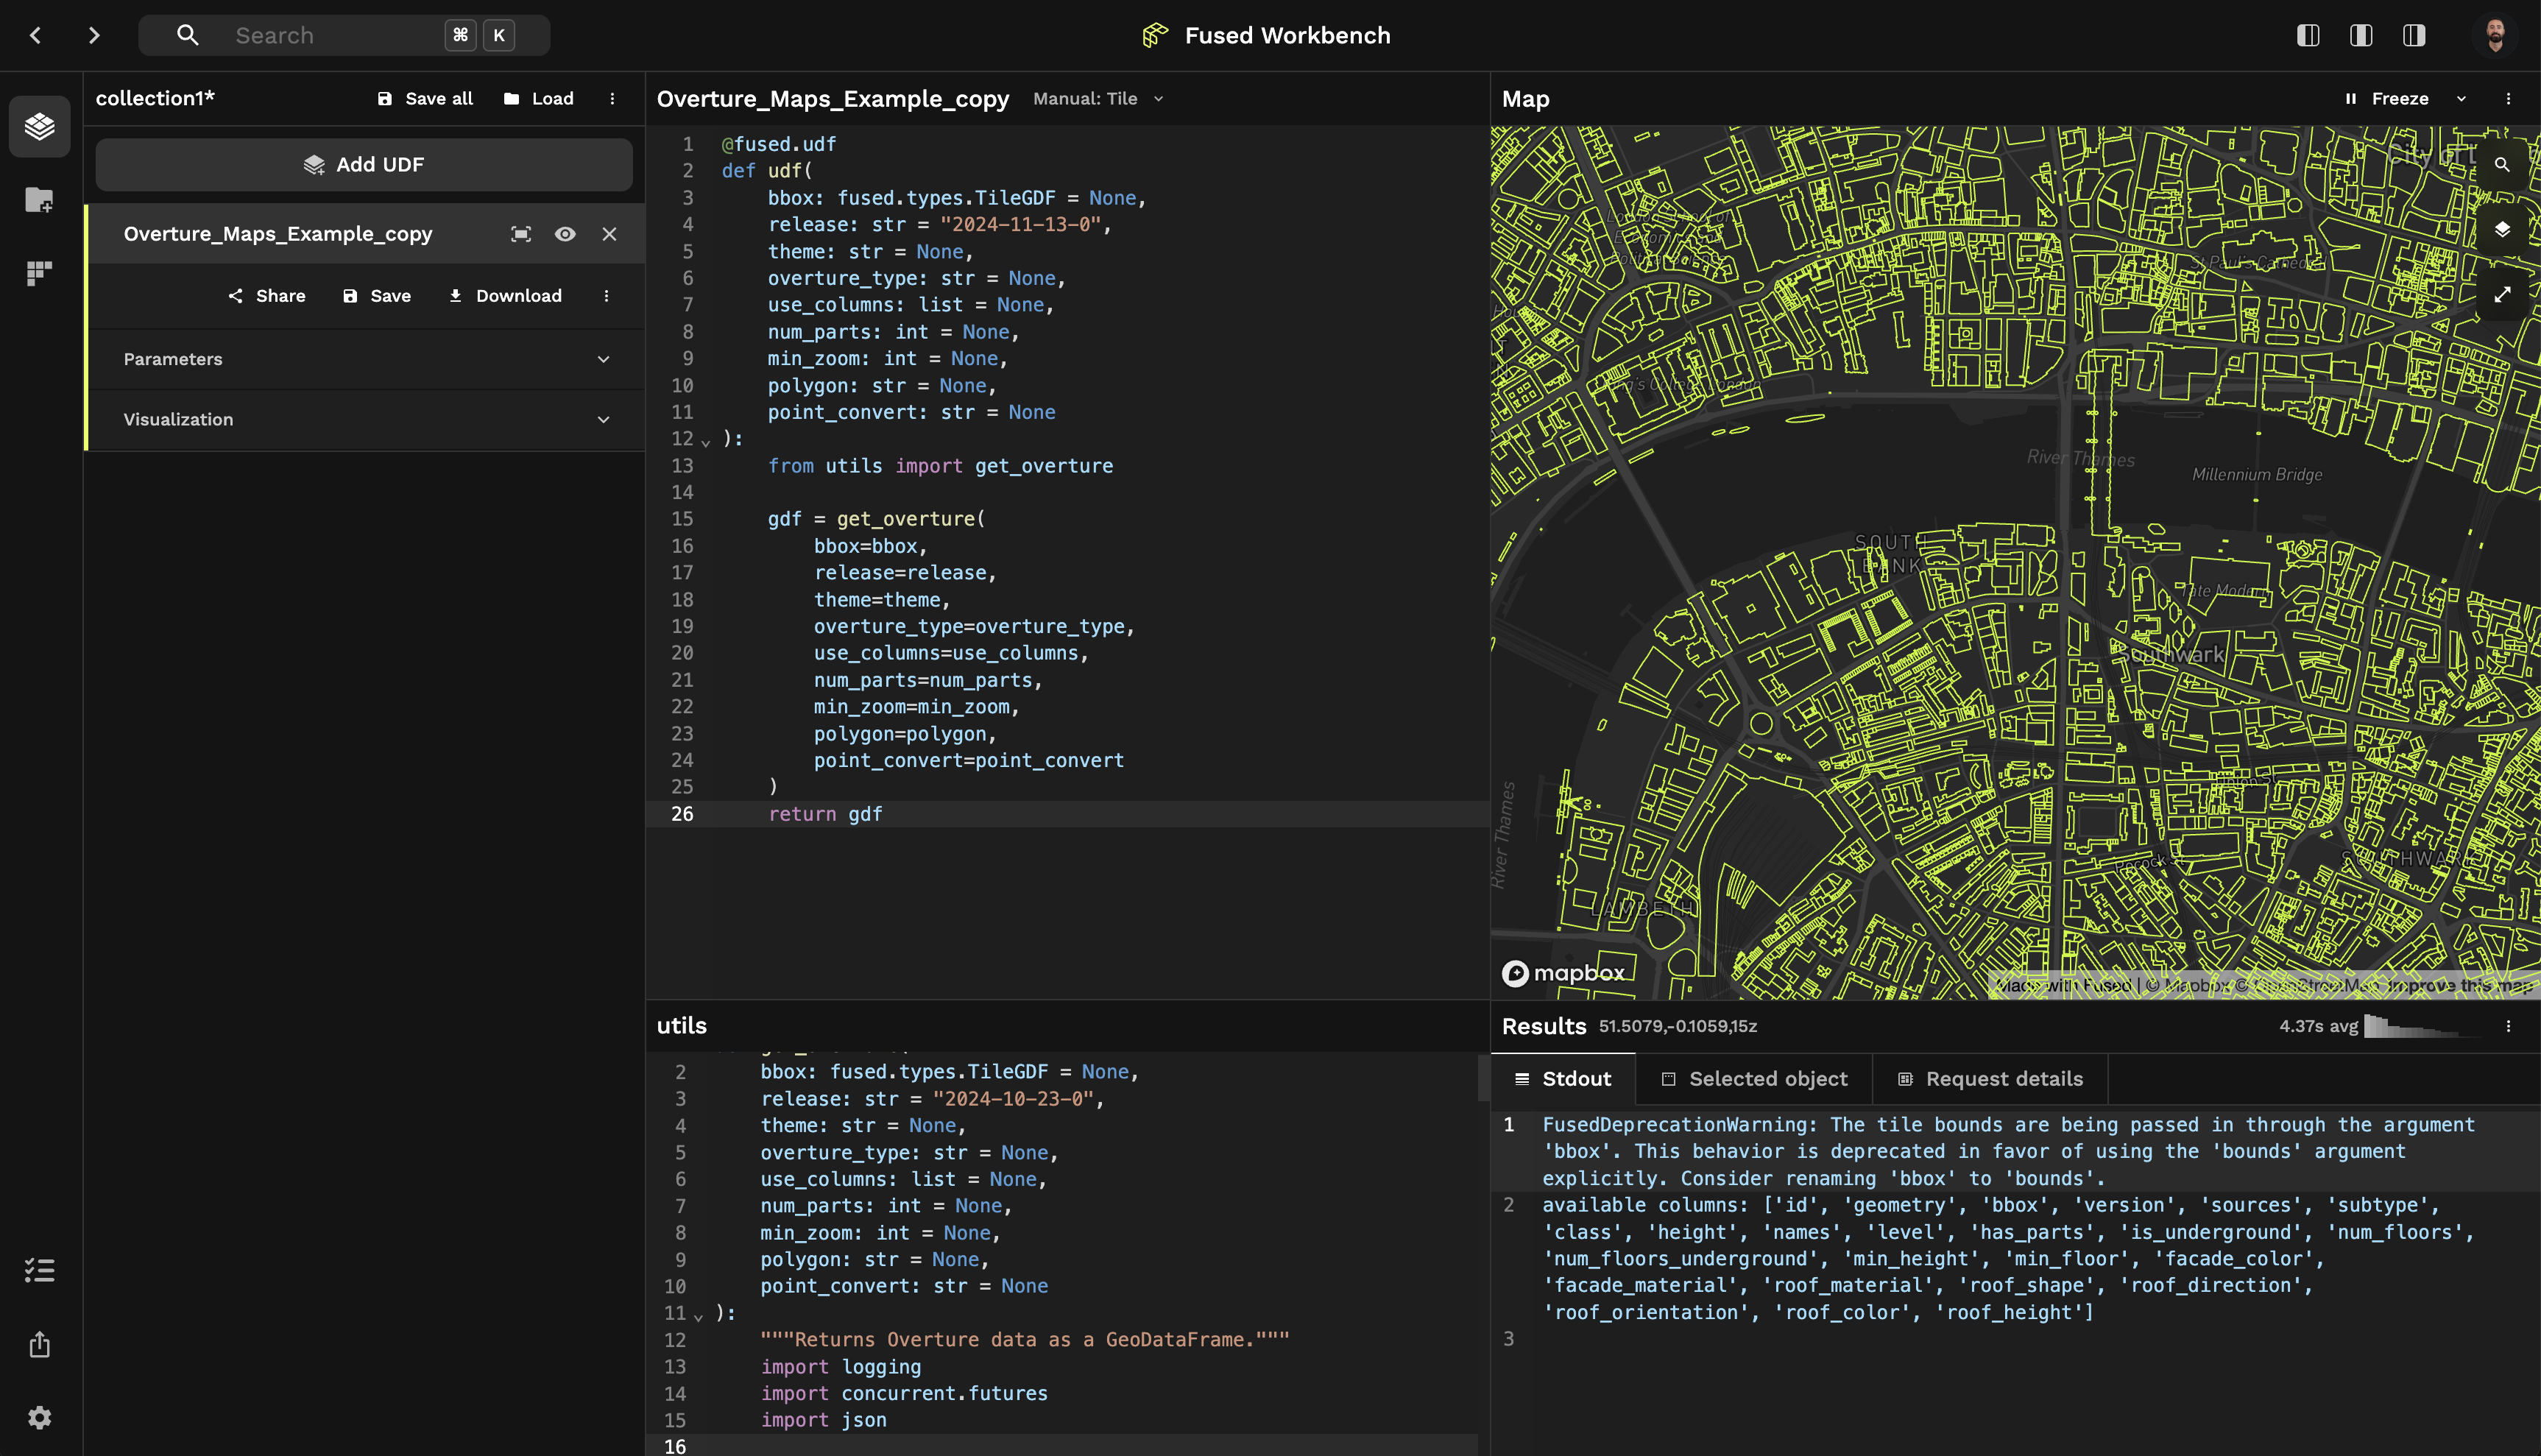 Search ⌘ K
Fused Workbench
collection1*
Save all
Load
Add UDF
Overture_Maps_Example_copy
Share
Save
Download
Parameters
Visualization
Overture_Maps_Example_copy
Manual: Tile
1 @fused.udf
2 def udf(
3 bbox: fused.types.TileGDF = None,
4 release: str = "2024-11-13-0",
5 theme: str = None,
6 overture_type: str = None,
7 use_columns: list = None,
8 num_parts: int = None,
9 min_zoom: int = None,
10 polygon: str = None,
11 point_convert: str = None
12 ):
13 from utils import get_overture
14
15 gdf = get_overture(
16 bbox=bbox,
17 release=release,
18 theme=theme,
19 overture_type=overture_type,
20 use_columns=use_columns,
21 num_parts=num_parts,
22 min_zoom=min_zoom,
23 polygon=polygon,
24 point_convert=point_convert
25 )
26 return gdf
utils
2 bbox: fused.types.TileGDF = None,
3 release: str = "2024-10-23-0",
4 theme: str = None,
5 overture_type: str = None,
6 use_columns: list = None,
7 num_parts: int = None,
8 min_zoom: int = None,
9 polygon: str = None,
10 point_convert: str = None
11 ):
12 """Returns Overture data as a GeoDataFrame."""
13 import logging
14 import concurrent.futures
15 import json
16
Map
Freeze
St Paul's Cathedral
King's College London
River Thames
Millennium Bridge
SOUTH
BANK
Tate Modern
Southwark
Union St
River Thames
SOUTHWARK
LAMBETH
mapbox
Made with Fused | © Mapbox © OpenStreetMap Improve this map
Results 51.5079,-0.1059,15z
4.37s avg
Stdout
Selected object
Request details
1 FusedDeprecationWarning: The tile bounds are being passed in through the argument
'bbox'. This behavior is deprecated in favor of using the 'bounds' argument
explicitly. Consider renaming 'bbox' to 'bounds'.
2 available columns: ['id', 'geometry', 'bbox', 'version', 'sources', 'subtype',
'class', 'height', 'names', 'level', 'has_parts', 'is_underground', 'num_floors',
'num_floors_underground', 'min_height', 'min_floor', 'facade_color',
'facade_material', 'roof_material', 'roof_shape', 'roof_direction',
'roof_orientation', 'roof_color', 'roof_height']
3